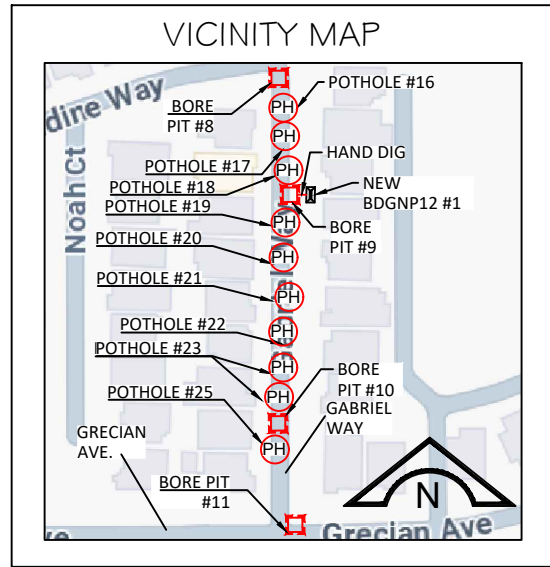 VICINITY MAP
dine Way
BORE
PIT #8
POTHOLE #16
PH
PH
POTHOLE #17
HAND DIG
PH
POTHOLE #18
NEW
BDGNP12 #1
POTHOLE #19
PH
BORE
PIT #9
Noah Ct
POTHOLE #20
PH
POTHOLE #21
PH
POTHOLE #22
PH
POTHOLE #23
PH
BORE
PIT #10
POTHOLE #25
PH
GABRIEL
WAY
GRECIAN
AVE.
PH
BORE PIT
#11
N
ve
Grecian Ave